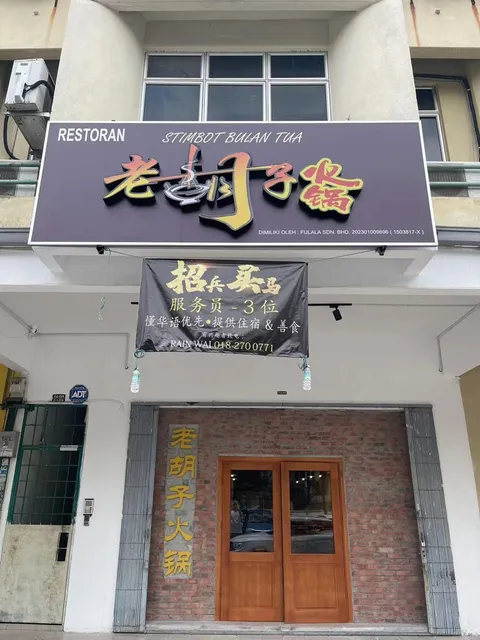 RESTORAN
STIMBOT BULAN TUA
老胡子火锅
DIMILIKI OLEH : FULALA SDN. BHD. 202301009896 ( 1503817-X )
招兵买马
服务员 - 3 位
懂华语优先•提供住宿 & 善食
RAIN WAI 018-270 0771
ADT
老胡子火锅